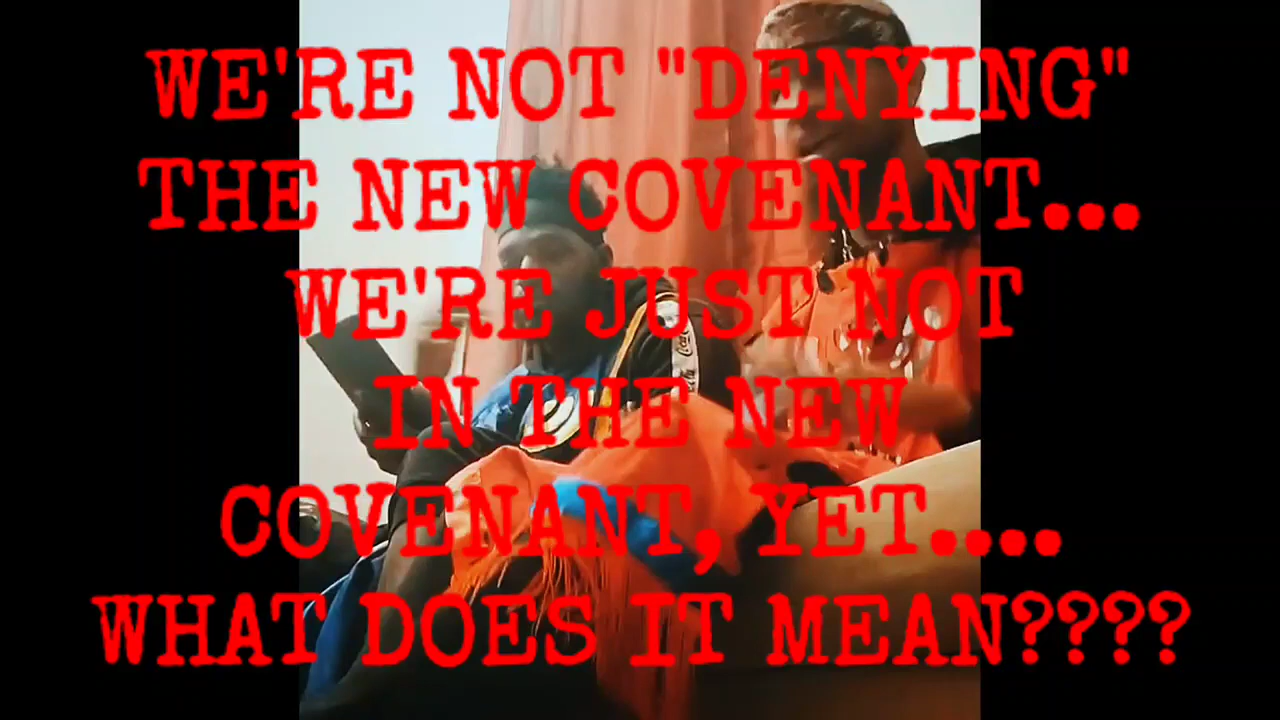 WE'RE NOT "DENYING"
THE NEW COVENANT...
WE'RE JUST NOT
IN THE NEW
COVENANT, YET....
WHAT DOES IT MEAN????